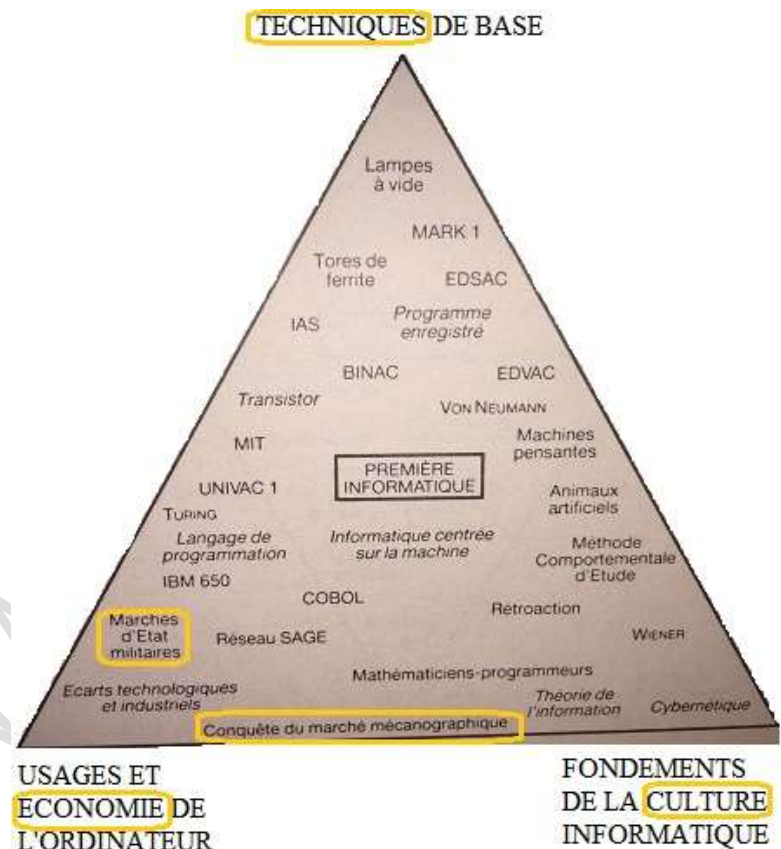 TECHNIQUES DE BASE
Lampes
à vide
MARK 1
Tores de
ferrite
EDSAC
IAS
Programme
enregistré
BINAC
EDVAC
Transistor
VON NEUMANN
MIT
Machines
pensantes
PREMIÈRE
INFORMATIQUE
UNIVAC 1
Animaux
artificiels
TURING
Langage de
programmation
Informatique centrée
sur la machine
Méthode
Comportementale
d'Etude
IBM 650
COBOL
Rétroaction
Marchés
d'Etat
militaires
Réseau SAGE
WIENER
Mathématiciens-programmeurs
Ecarts technologiques
et industriels
Théorie de
l'information
Cybernétique
Conquête du marché mécanographique
USAGES ET
ECONOMIE DE
L'ORDINATEUR
FONDEMENTS
DE LA CULTURE
INFORMATIQUE